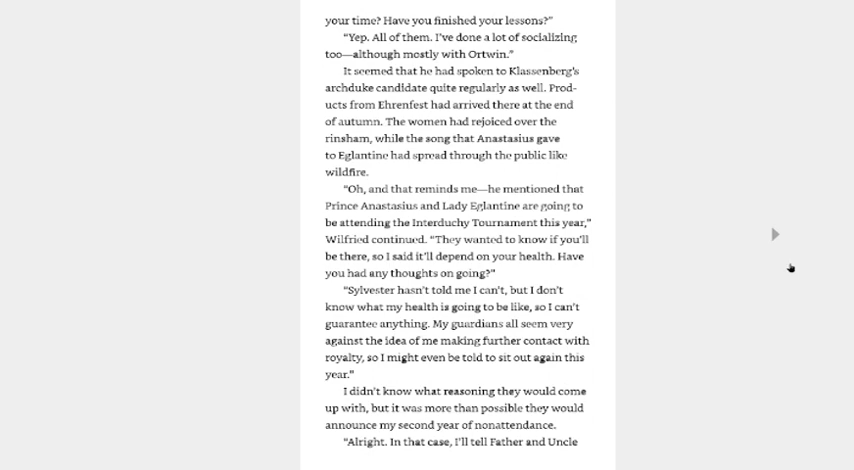 your time? Have you finished your lessons?”
“Yep. All of them. I’ve done a lot of socializing
too—although mostly with Ortwin.”
It seemed that he had spoken to Klassenberg’s
archduke candidate quite regularly as well. Prod-
ucts from Ehrenfest had arrived there at the end
of autumn. The women had rejoiced over the
rinsham, while the song that Anastasius gave
to Eglantine had spread through the public like
wildfire.
“Oh, and that reminds me—he mentioned that
Prince Anastasius and Lady Eglantine are going to
be attending the Interduchy Tournament this year,”
Wilfried continued. “They wanted to know if you’ll
be there, so I said it’ll depend on your health. Have
you had any thoughts on going?”
“Sylvester hasn’t told me I can’t, but I don’t
know what my health is going to be like, so I can’t
guarantee anything. My guardians all seem very
against the idea of me making further contact with
royalty, so I might even be told to sit out again this
year.”
I didn’t know what reasoning they would come
up with, but it was more than possible they would
announce my second year of nonattendance.
“Alright. In that case, I’ll tell Father and Uncle